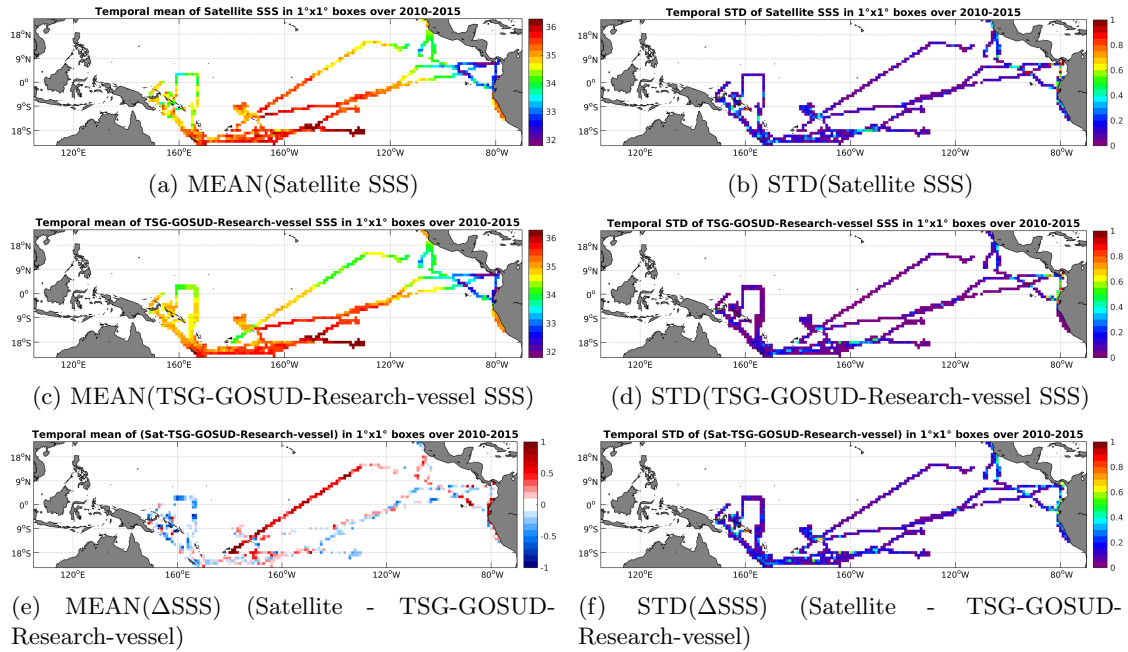 Temporal mean of Satellite SSS in 1°x1° boxes over 2010-2015
18°N
9°N
0°
9°S
18°S
120°E
160°E
160°W
120°W
80°W
36
35
34
33
32
(a) MEAN(Satellite SSS)
Temporal STD of Satellite SSS in 1°x1° boxes over 2010-2015
18°N
9°N
0°
9°S
18°S
120°E
160°E
160°W
120°W
80°W
1
0.8
0.6
0.4
0.2
0
(b) STD(Satellite SSS)
Temporal mean of TSG-GOSUD-Research-vessel SSS in 1°x1° boxes over 2010-2015
18°N
9°N
0°
9°S
18°S
120°E
160°E
160°W
120°W
80°W
36
35
34
33
32
(c) MEAN(TSG-GOSUD-Research-vessel SSS)
Temporal STD of TSG-GOSUD-Research-vessel SSS in 1°x1° boxes over 2010-2015
18°N
9°N
0°
9°S
18°S
120°E
160°E
160°W
120°W
80°W
1
0.8
0.6
0.4
0.2
0
(d) STD(TSG-GOSUD-Research-vessel SSS)
Temporal mean of (Sat-TSG-GOSUD-Research-vessel) in 1°x1° boxes over 2010-2015
18°N
9°N
0°
9°S
18°S
120°E
160°E
160°W
120°W
80°W
1
0.5
0.25
0
-0.25
-0.5
-1
(e) MEAN(ΔSSS) (Satellite - TSG-GOSUD-
Research-vessel)
Temporal STD of (Sat-TSG-GOSUD-Research-vessel) in 1°x1° boxes over 2010-2015
18°N
9°N
0°
9°S
18°S
120°E
160°E
160°W
120°W
80°W
1
0.8
0.6
0.4
0.2
0
(f) STD(ΔSSS) (Satellite - TSG-GOSUD-
Research-vessel)